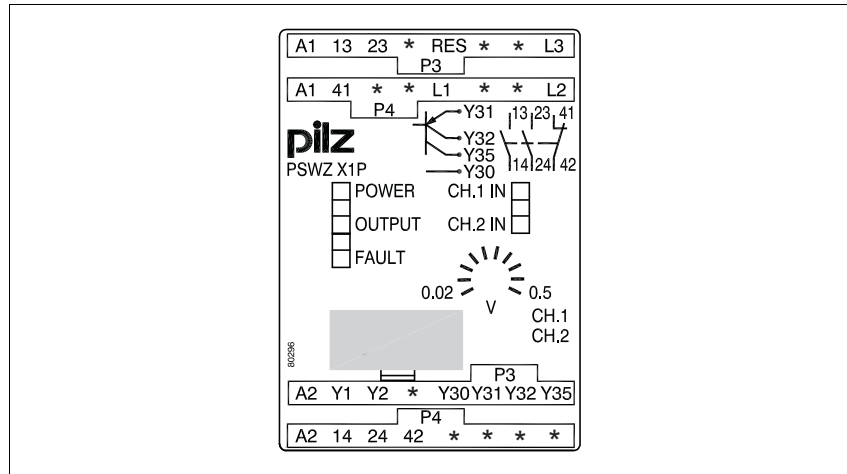 A1 13 23 * RES * * L3
P3
A1 41 * * L1 * * L2
P4
Y31
13 23 41
pilz
Y32
Y35
PSWZ X1P
Y30
14 24 42
POWER
CH.1 IN
OUTPUT
CH.2 IN
FAULT
0.02
0.5
V
CH.1
CH.2
80296
P3
A2 Y1 Y2 * Y30 Y31 Y32 Y35
P4
A2 14 24 42 * * * *